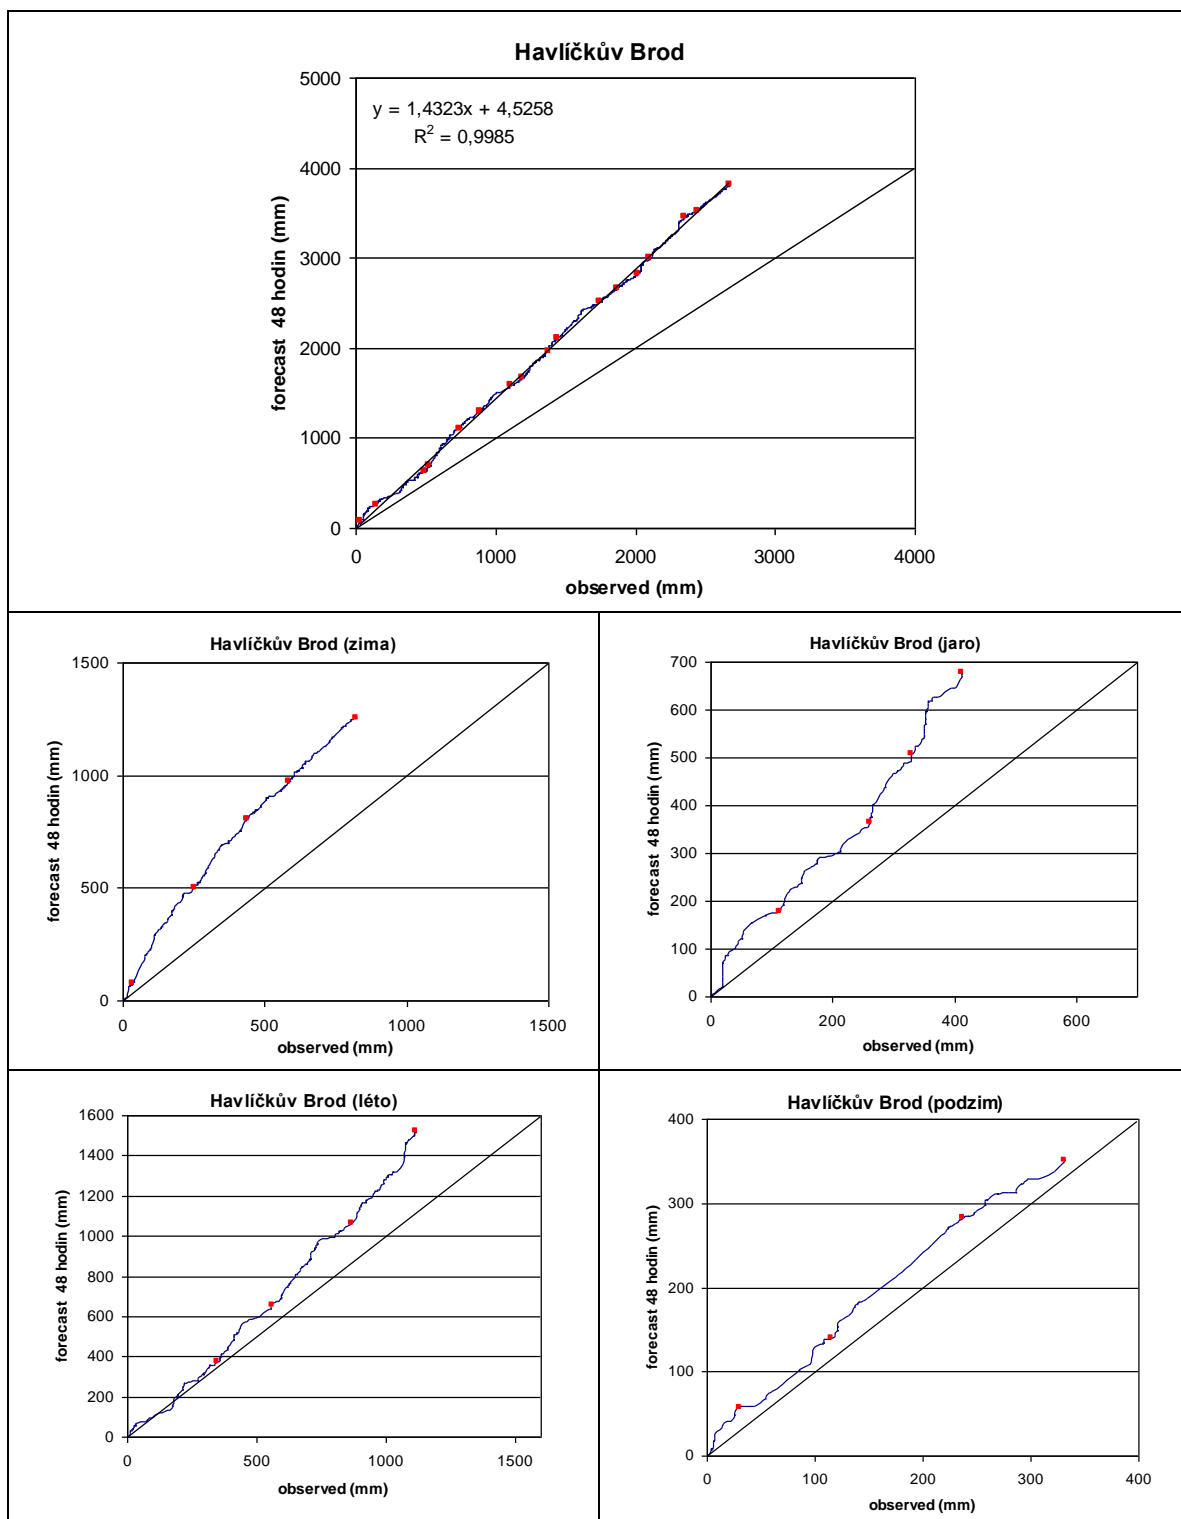 Havlíčkův Brod
y = 1,4323x + 4,5258
R² = 0,9985
5000
4000
3000
2000
1000
0
forecast 48 hodin (mm)
0 1000 2000 3000 4000
observed (mm)
Havlíčkův Brod (zima)
1500
1000
500
0
forecast 48 hodin (mm)
0 500 1000 1500
observed (mm)
Havlíčkův Brod (jaro)
700
600
500
400
300
200
100
0
forecast 48 hodin (mm)
0 200 400 600
observed (mm)
Havlíčkův Brod (léto)
1600
1400
1200
1000
800
600
400
200
0
forecast 48 hodin (mm)
0 500 1000 1500
observed (mm)
Havlíčkův Brod (podzim)
400
300
200
100
0
forecast 48 hodin (mm)
0 100 200 300 400
observed (mm)